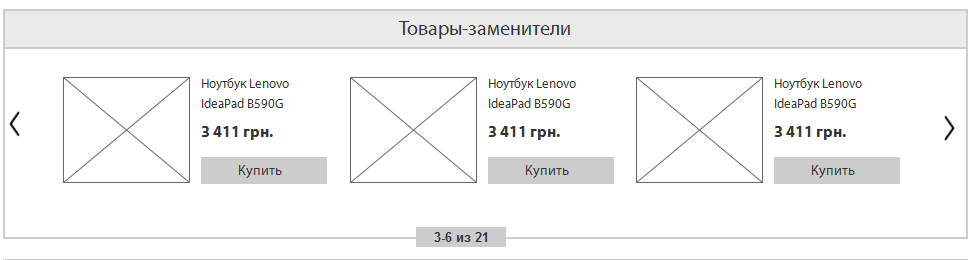 Товары-заменители
Ноутбук Lenovo
IdeaPad B590G
3 411 грн.
Купить
Ноутбук Lenovo
IdeaPad B590G
3 411 грн.
Купить
Ноутбук Lenovo
IdeaPad B590G
3 411 грн.
Купить
3-6 из 21